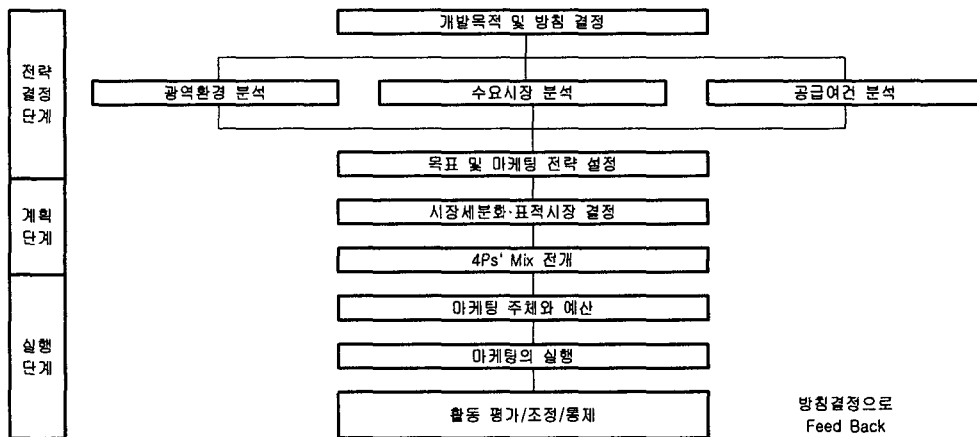 개발목적 및 방침 결정
전략
결정
단계
광역환경 분석
수요시장 분석
공급여건 분석
목표 및 마케팅 전략 설정
계획
단계
시장세분화·표적시장 결정
4Ps' Mix 전개
실행
단계
마케팅 주체와 예산
마케팅의 실행
활동 평가/조정/통제
방침결정으로
Feed Back